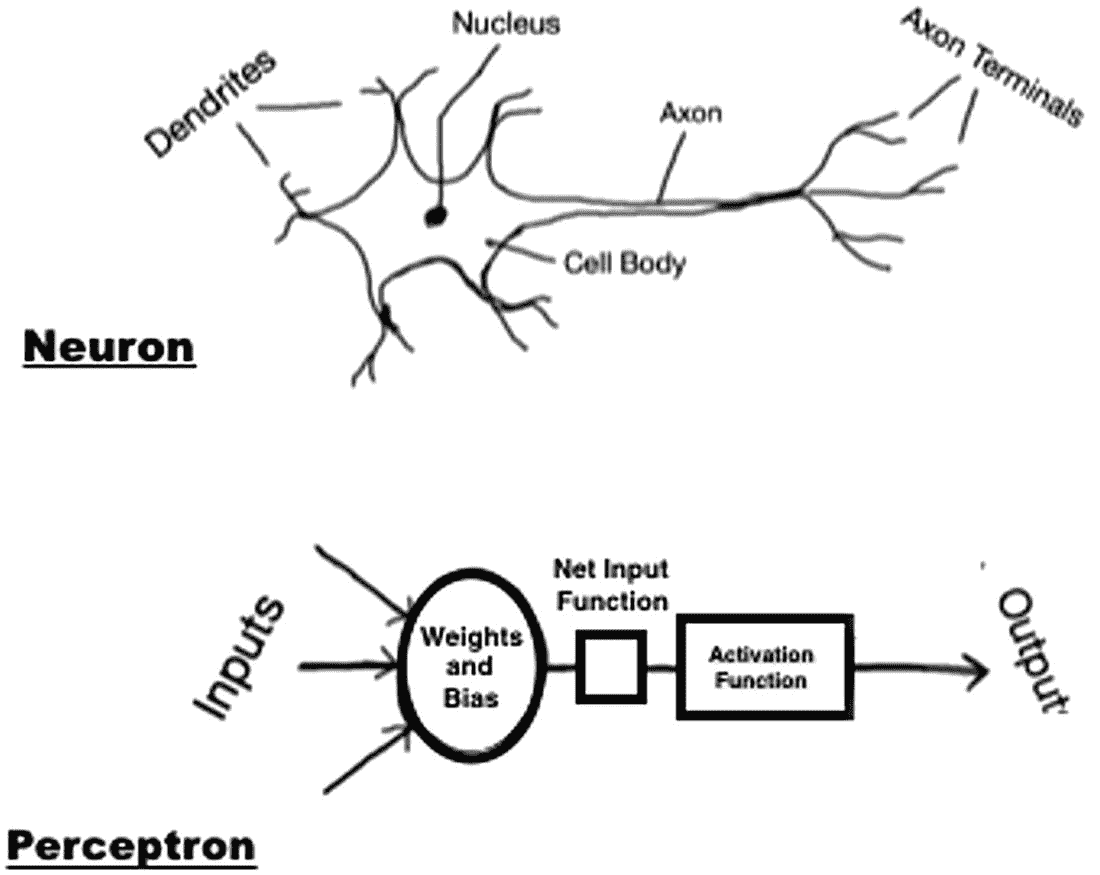 Nucleus
Dendrites
Axon Terminals
Axon
Cell Body
Neuron
Net Input
Function
Inputs
Weights
and
Bias
Activation
Function
Output
Perceptron